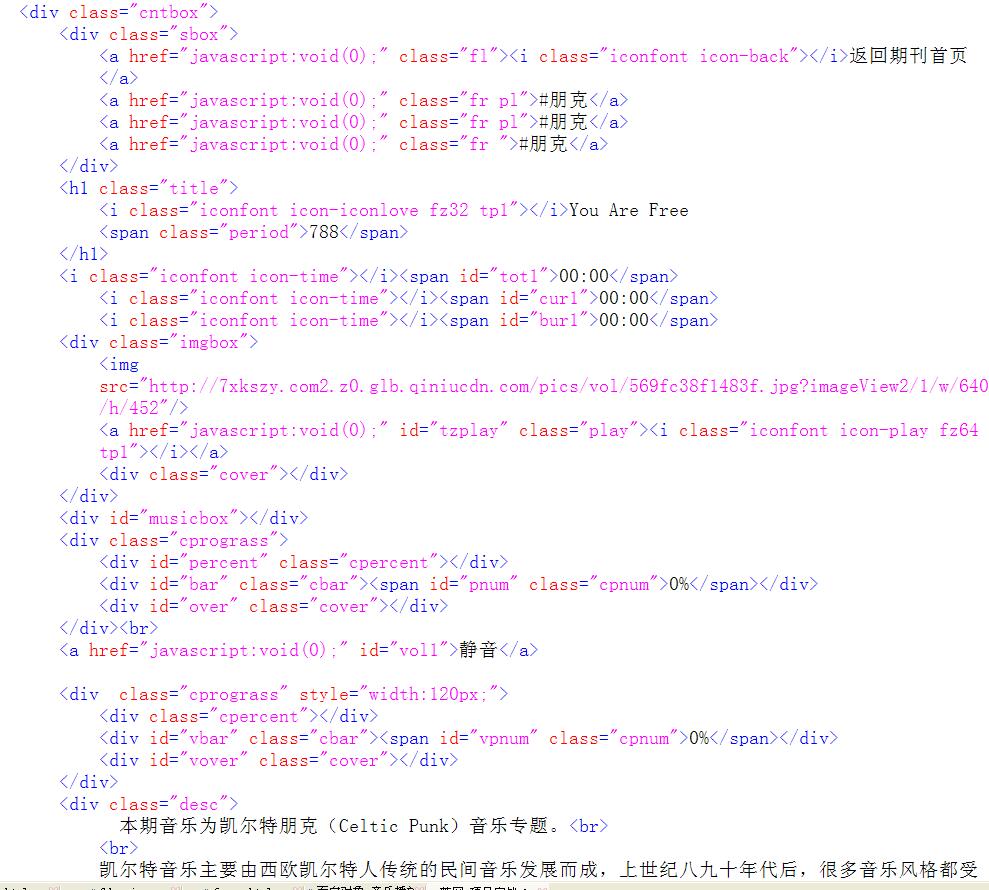 <div class="cntbox">
<div class="sbox">
<a href="javascript:void(0);" class="fl"><i class="iconfont icon-back"></i>返回期刊首页
</a>
<a href="javascript:void(0);" class="fr pl">#朋克</a>
<a href="javascript:void(0);" class="fr pl">#朋克</a>
<a href="javascript:void(0);" class="fr ">#朋克</a>
</div>
<h1 class="title">
<i class="iconfont icon-iconlove fz32 tp1"></i>You Are Free
<span class="period">788</span>
</h1>
<i class="iconfont icon-time"></i><span id="totl">00:00</span>
<i class="iconfont icon-time"></i><span id="curl">00:00</span>
<i class="iconfont icon-time"></i><span id="burl">00:00</span>
<div class="imgbox">
<img
src="http://7xkszy.com2.z0.glb.qiniucdn.com/pics/vol/569fc38f1483f.jpg?imageView2/1/w/640
/h/452"/>
<a href="javascript:void(0);" id="tzplay" class="play"><i class="iconfont icon-play fz64
tp1"></i></a>
<div class="cover"></div>
</div>
<div id="musicbox"></div>
<div class="cprograss">
<div id="percent" class="cpercent"></div>
<div id="bar" class="cbar"><span id="pnum" class="cpnum">0%</span></div>
<div id="over" class="cover"></div>
</div><br>
<a href="javascript:void(0);" id="voll">静音</a>
<div  class="cprograss" style="width:120px;">
<div class="cpercent"></div>
<div id="vbar" class="cbar"><span id="vpnum" class="cpnum">0%</span></div>
<div id="vover" class="cover"></div>
</div>
<div class="desc">
本期音乐为凯尔特朋克（Celtic Punk）音乐专题。<br>
<br>
凯尔特音乐主要由西欧凯尔特人传统的民间音乐发展而成，上世纪八九十年代后，很多音乐风格都受